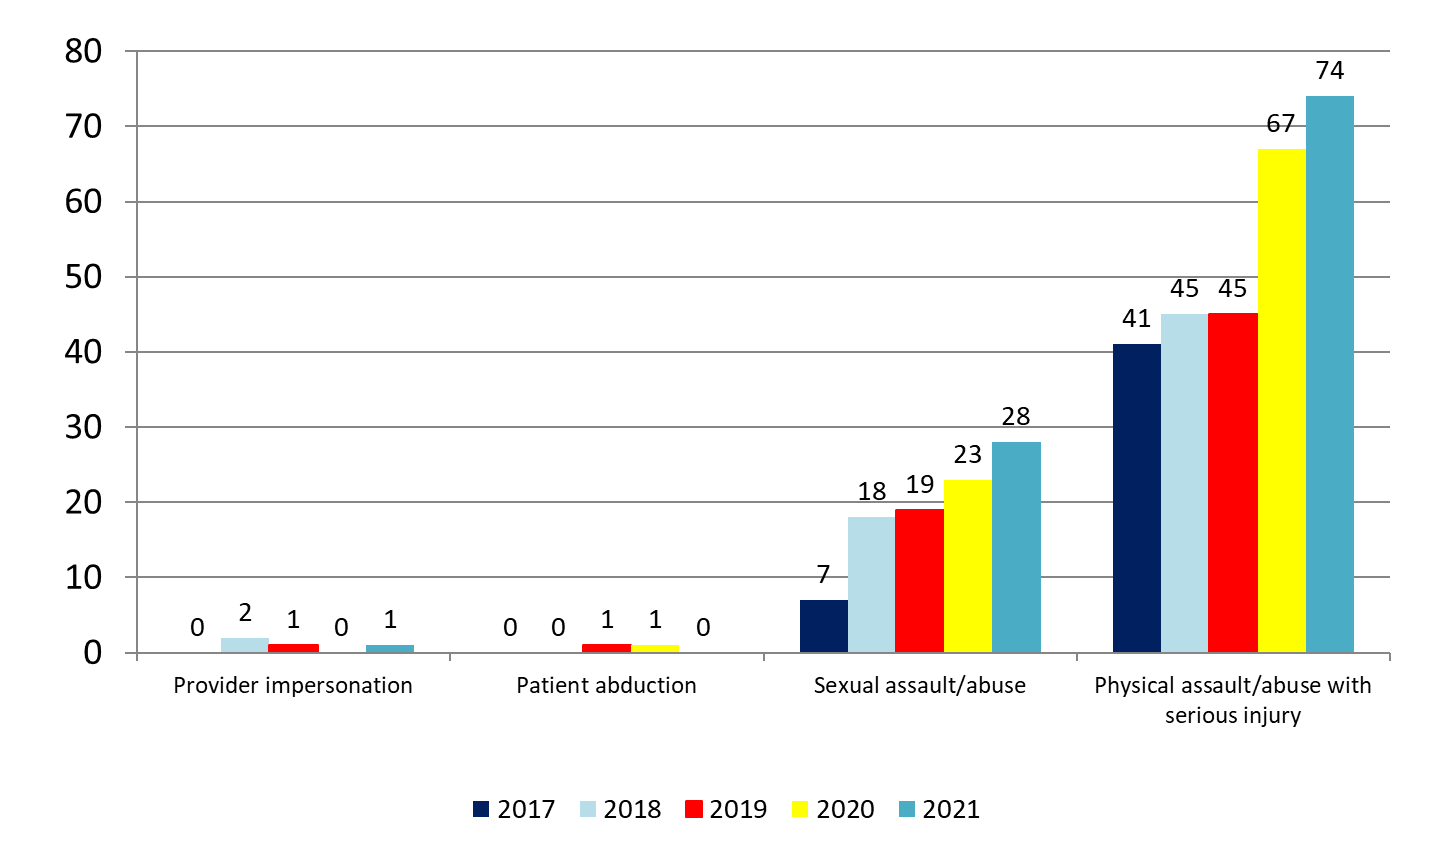 80
70
60
50
40
30
20
10
0
0 2 1 0 1
0 0 1 1 0
7 18 19 23 28
41 45 45 67 74
Provider impersonation
Patient abduction
Sexual assault/abuse
Physical assault/abuse with
serious injury
2017 2018 2019 2020 2021